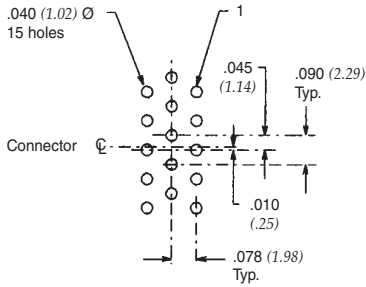 .040 (1.02) Ø
15 holes
1
.045
(1.14)
.090 (2.29)
Typ.
Connector ℄
.010
(.25)
.078 (1.98)
Typ.